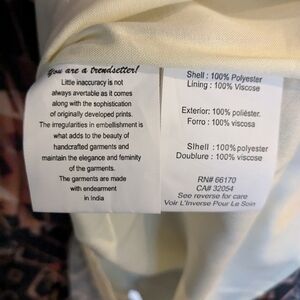 You are a trendsetter!
Little inaccuracy is not
always avertable as it comes
along with the sophistication
of originally developed prints.
The irregularities in embellishment is
what adds to the beauty of
handcrafted garments and
maintain the elegance and feminity
of the garments.
The garments are made
with endearment
in India
Shell : 100% Polyester
Lining : 100% Viscose
Exterior: 100% poliéster.
Forro : 100% viscosa
Slhell : 100% polyester
Doublure : 100% viscose
RN# 66170
CA# 32054
See reverse for care
Voir L'Inverse Pour Le Soin